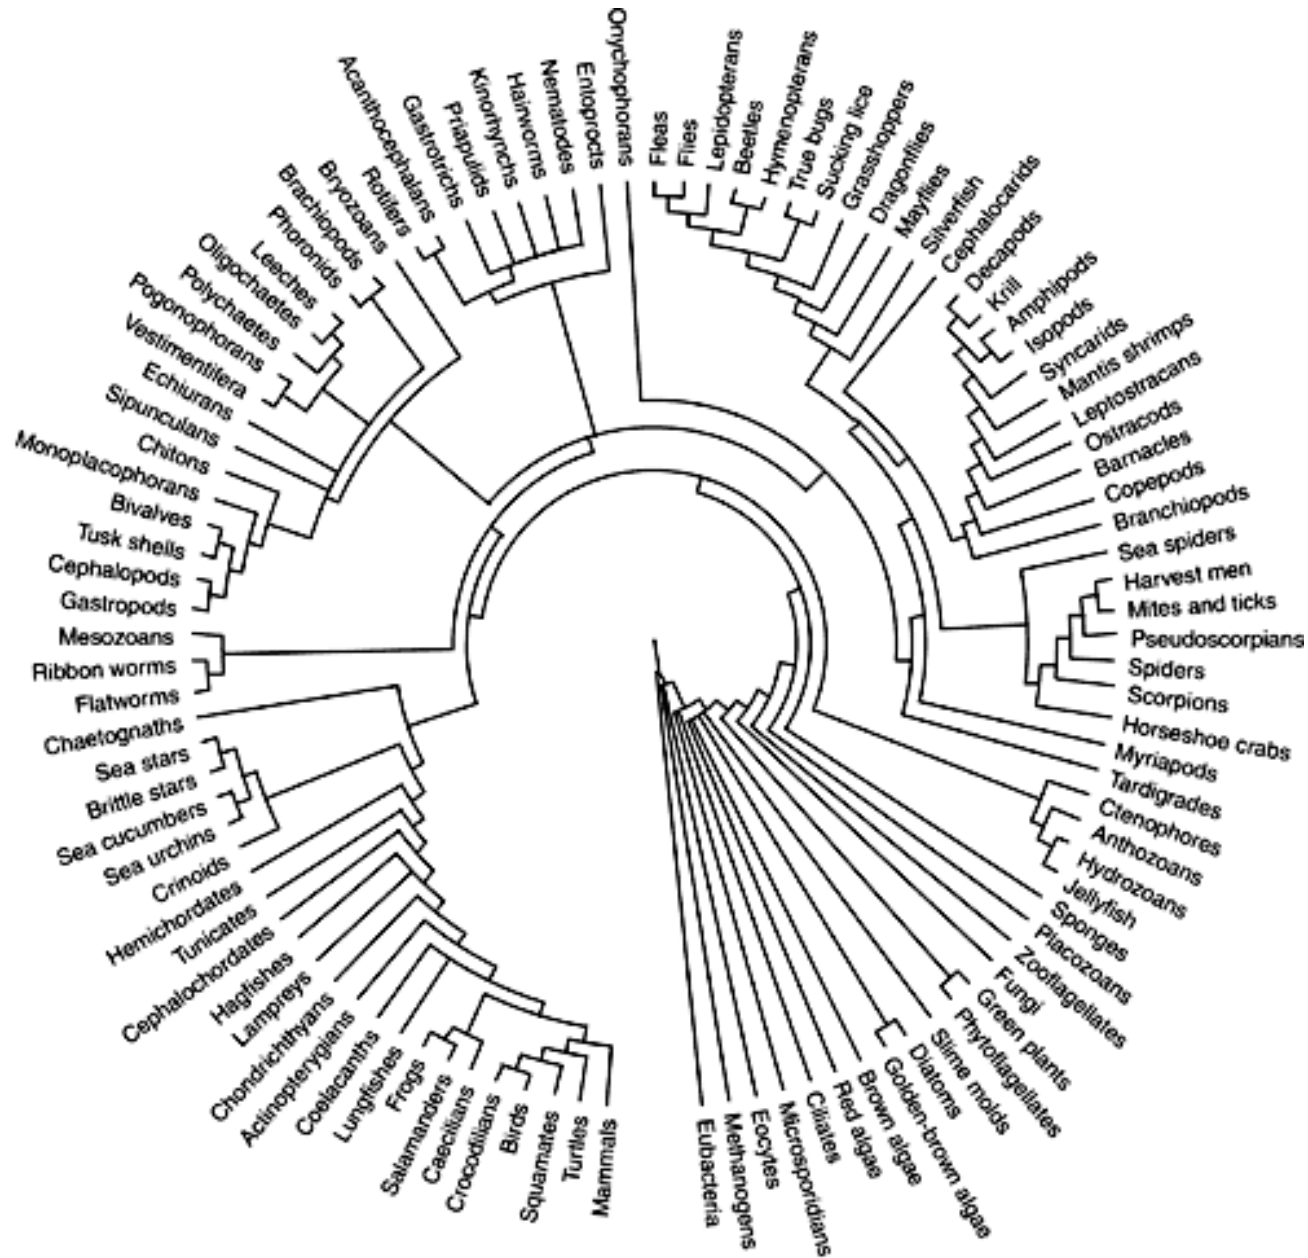 Onychophorans
Fleas
Flies
Lepidopterans
Beetles
Hymenopterans
True bugs
Sucking lice
Grasshoppers
Dragonflies
Mayflies
Silverfish
Cephalocarids
Decapods
Krill
Amphipods
Isopods
Syncarids
Mantis shrimps
Leptostracans
Ostracods
Barnacles
Copepods
Branchiopods
Sea spiders
Harvest men
Mites and ticks
Pseudoscorpians
Spiders
Scorpions
Horseshoe crabs
Myriapods
Tardigrades
Ctenophores
Anthozoans
Hydrozoans
Jellyfish
Sponges
Placozoans
Zooflagellates
Fungi
Green plants
Phytoflagellates
Slime molds
Diatoms
Golden-brown algae
Brown algae
Red algae
Ciliates
Microsporidians
Eocytes
Methanogens
Eubacteria
Mammals
Turtles
Squamates
Birds
Crocodilians
Caecilians
Salamanders
Frogs
Lungfishes
Coelacanths
Actinopterygians
Chondrichthyans
Lampreys
Hagfishes
Cephalochordates
Tunicates
Hemichordates
Crinoids
Sea urchins
Sea cucumbers
Brittle stars
Sea stars
Chaetognaths
Flatworms
Ribbon worms
Mesozoans
Gastropods
Cephalopods
Tusk shells
Bivalves
Monoplacophorans
Chitons
Sipunculans
Echiurans
Vestimentifera
Pogonophorans
Polychaetes
Oligochaetes
Leeches
Phoronids
Brachiopods
Bryozoans
Rotifers
Acanthocephalans
Gastrotrichs
Priapulids
Kinorhynchs
Hairworms
Nematodes
Entoprocts